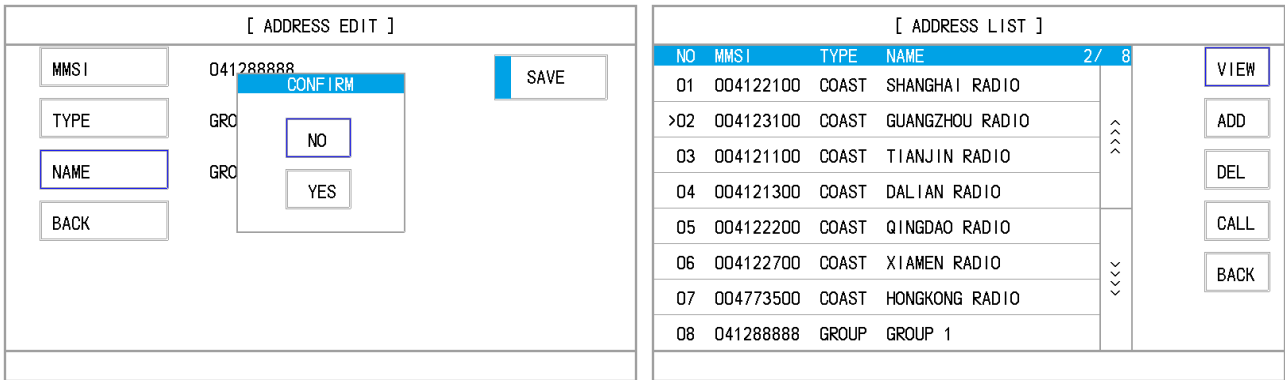 [ ADDRESS EDIT ]
MMSI 041288888
SAVE
CONFIRM
TYPE GRO
NO
NAME GRO
YES
BACK
[ ADDRESS LIST ]
NO MMSI TYPE NAME 2/ 8
01 004122100 COAST SHANGHAI RADIO
>02 004123100 COAST GUANGZHOU RADIO
03 004121100 COAST TIANJIN RADIO
04 004121300 COAST DALIAN RADIO
05 004122200 COAST QINGDAO RADIO
06 004122700 COAST XIAMEN RADIO
07 004773500 COAST HONGKONG RADIO
08 041288888 GROUP GROUP 1
VIEW
ADD
DEL
CALL
BACK